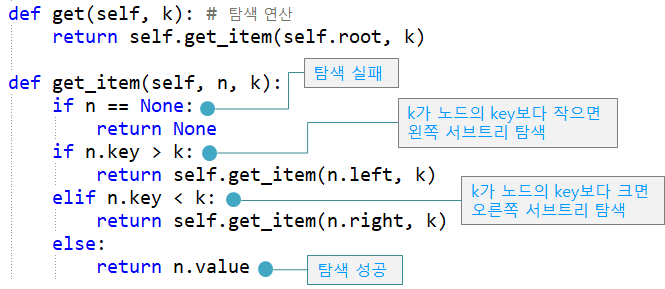 def get(self, k): # 탐색 연산
    return self.get_item(self.root, k)
def get_item(self, n, k):
탐색 실패
    if n == None:
        return None
k가 노드의 key보다 작으면
왼쪽 서브트리 탐색
    if n.key > k:
        return self.get_item(n.left, k)
    elif n.key < k:
k가 노드의 key보다 크면
오른쪽 서브트리 탐색
        return self.get_item(n.right, k)
    else:
        return n.value
탐색 성공